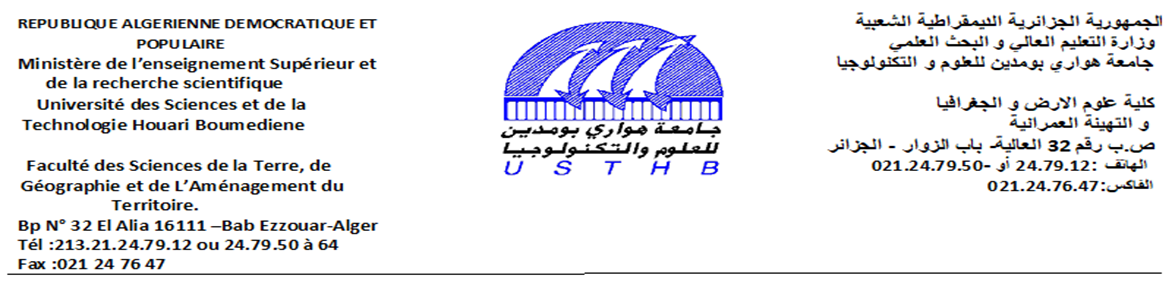 REPUBLIQUE ALGERIENNE DEMOCRATIQUE ET
POPULAIRE
Ministère de l’enseignement Supérieur et
de la recherche scientifique
Université des Sciences et de la
Technologie Houari Boumediene
Faculté des Sciences de la Terre, de
Géographie et de L’Aménagement du
Territoire.
Bp N° 32 El Alia 16111 –Bab Ezzouar-Alger
Tél :213.21.24.79.12 ou 24.79.50 à 64
Fax :021 24 76 47
جامعة هواري بومدين
للعلوم والتكنولوجيا
U S T H B
الجمهورية الجزائرية الديمقراطية الشعبية
وزارة التعليم العالي و البحث العلمي
جامعة هواري بومدين للعلوم و التكنولوجيا
كلية علوم الارض و الجغرافيا
و التهيئة العمرانية
ص.ب رقم 32 العالية- باب الزوار - الجزائر
الهاتف :24.79.12 أو -021.24.79.50
الفاكس:021.24.76.47